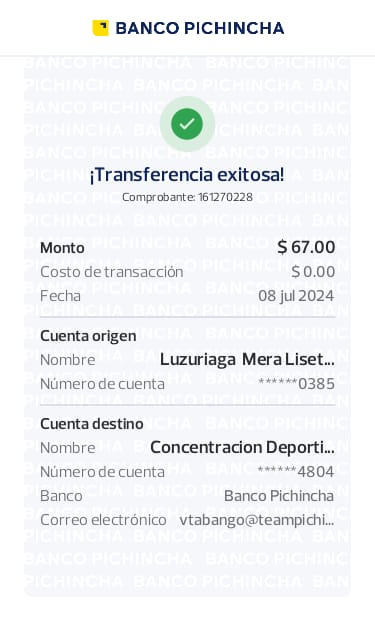 BANCO PICHINCHA
¡Transferencia exitosa!
Comprobante: 161270228
Monto $ 67.00
Costo de transacción $ 0.00
Fecha 08 jul 2024
Cuenta origen
Nombre Luzuriaga Mera Liset...
Número de cuenta ******0385
Cuenta destino
Nombre Concentracion Deporti...
Número de cuenta ******4804
Banco Banco Pichincha
Correo electrónico vtabango@teampichi...